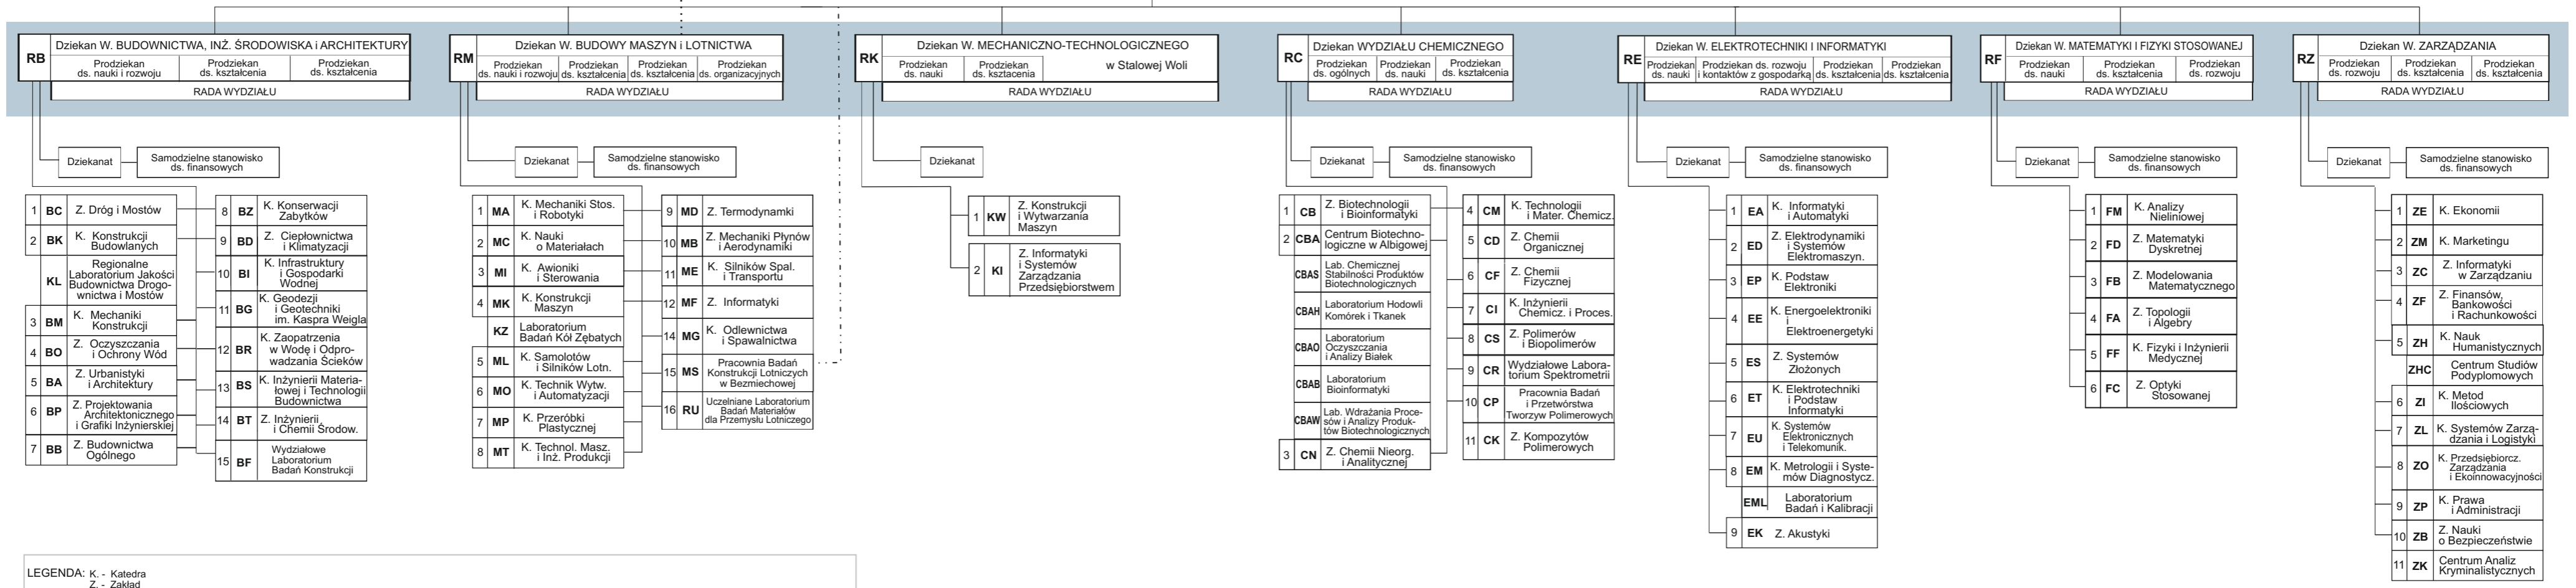 RB
Dziekan W. BUDOWNICTWA, INŻ. ŚRODOWISKA i ARCHITEKTURY
Prodziekan
ds. nauki i rozwoju
Prodziekan
ds. kształcenia
Prodziekan
ds. kształcenia
RADA WYDZIAŁU
RM
Dziekan W. BUDOWY MASZYN i LOTNICTWA
Prodziekan
ds. nauki i rozwoju
Prodziekan
ds. kształcenia
Prodziekan
ds. kształcenia
Prodziekan
ds. organizacyjnych
RADA WYDZIAŁU
RK
Dziekan W. MECHANICZNO-TECHNOLOGICZNEGO
w Stalowej Woli
Prodziekan
ds. nauki
Prodziekan
ds. ksztacenia
RADA WYDZIAŁU
RC
Dziekan WYDZIAŁU CHEMICZNEGO
Prodziekan
ds. ogólnych
Prodziekan
ds. nauki
Prodziekan
ds. kształcenia
RADA WYDZIAŁU
RE
Dziekan W. ELEKTROTECHNIKI I INFORMATYKI
Prodziekan
ds. nauki
Prodziekan ds. rozwoju
i kontaktów z gospodarką
Prodziekan
ds. kształcenia
Prodziekan
ds. kształcenia
RADA WYDZIAŁU
RF
Dziekan W. MATEMATYKI I FIZYKI STOSOWANEJ
Prodziekan
ds. nauki
Prodziekan
ds. kształcenia
Prodziekan
ds. rozwoju
RADA WYDZIAŁU
RZ
Dziekan W. ZARZĄDZANIA
Prodziekan
ds. rozwoju
Prodziekan
ds. kształcenia
Prodziekan
ds. kształcenia
RADA WYDZIAŁU
Dziekanat
Samodzielne stanowisko
ds. finansowych
1 BC Z. Dróg i Mostów
2 BK K. Konstrukcji
Budowlanych
KL Regionalne
Laboratorium Jakości
Budownictwa Drogo-
wnictwa i Mostów
3 BM K. Mechaniki
Konstrukcji
4 BO Z. Oczyszczania
i Ochrony Wód
5 BA Z. Urbanistyki
i Architektury
6 BP Z. Projektowania
Architektonicznego
i Grafiki Inżynierskiej
7 BB Z. Budownictwa
Ogólnego
8 BZ K. Konserwacji
Zabytków
9 BD Z. Ciepłownictwa
i Klimatyzacji
10 BI K. Infrastruktury
i Gospodarki
Wodnej
11 BG K. Geodezji
i Geotechniki
im. Kaspra Weigla
12 BR K. Zaopatrzenia
w Wodę i Odpro-
wadzania Ścieków
13 BS K. Inżynierii Materia-
łowej i Technologii
Budownictwa
14 BT Z. Inżynierii
i Chemii Środow.
15 BF Wydziałowe
Laboratorium
Badań Konstrukcji
Dziekanat
Samodzielne stanowisko
ds. finansowych
1 MA K. Mechaniki Stos.
i Robotyki
2 MC K. Nauki
o Materiałach
3 MI K. Awioniki
i Sterowania
4 MK K. Konstrukcji
Maszyn
KZ Laboratorium
Badań Kół Zębatych
5 ML K. Samolotów
i Silników Lotn.
6 MO K. Technik Wytw.
i Automatyzacji
7 MP K. Przeróbki
Plastycznej
8 MT K. Technol. Masz.
i Inż. Produkcji
9 MD Z. Termodynamki
10 MB Z. Mechaniki Płynów
i Aerodynamiki
11 ME K. Silników Spal.
i Transportu
12 MF Z. Informatyki
14 MG K. Odlewnictwa
i Spawalnictwa
15 MS Pracownia Badań
Konstrukcji Lotniczych
w Bezmiechowej
16 RU Uczelniane Laboratorium
Badań Materiałów
dla Przemysłu Lotniczego
Dziekanat
1 KW Z. Konstrukcji
i Wytwarzania
Maszyn
2 KI Z. Informatyki
i Systemów
Zarządzania
Przedsiębiorstwem
Dziekanat
Samodzielne stanowisko
ds. finansowych
1 CB Z. Biotechnologii
i Bioinformatyki
2 CBA Centrum Biotechno-
logiczne w Albigowej
CBAS Lab. Chemicznej
Stabilności Produktów
Biotechnologicznych
CBAH Laboratorium Hodowli
Komórek i Tkanek
CBAO Laboratorium
Oczyszczania
i Analizy Białek
CBAB Laboratorium
Bioinformatyki
CBAW Lab. Wdrażania Proce-
sów i Analizy Produk-
tów Biotechnologicznych
3 CN Z. Chemii Nieorg.
i Analitycznej
4 CM K. Technologii
i Mater. Chemicz.
5 CD Z. Chemii
Organicznej
6 CF Z. Chemii
Fizycznej
7 CI K. Inżynierii
Chemicz. i Proces.
8 CS Z. Polimerów
i Biopolimerów
9 CR Wydziałowe Labora-
torium Spektrometrii
10 CP Pracownia Badań
i Przetwórstwa
Tworzyw Polimerowych
11 CK Z. Kompozytów
Polimerowych
Dziekanat
Samodzielne stanowisko
ds. finansowych
1 EA K. Informatyki
i Automatyki
2 ED Z. Elektrodynamiki
i Systemów
Elektromaszyn.
3 EP K. Podstaw
Elektroniki
4 EE K. Energoelektroniki
i
Elektroenergetyki
5 ES Z. Systemów
Złożonych
6 ET K. Elektrotechniki
i Podstaw
Informatyki
7 EU K. Systemów
Elektronicznych
i Telekomunik.
8 EM K. Metrologii i Syste-
mów Diagnostycz.
EML Laboratorium
Badań i Kalibracji
9 EK Z. Akustyki
Dziekanat
Samodzielne stanowisko
ds. finansowych
1 FM K. Analizy
Nieliniowej
2 FD Z. Matematyki
Dyskretnej
3 FB Z. Modelowania
Matematycznego
4 FA Z. Topologii
i Algebry
5 FF K. Fizyki i Inżynierii
Medycznej
6 FC Z. Optyki
Stosowanej
Dziekanat
Samodzielne stanowisko
ds. finansowych
1 ZE K. Ekonomii
2 ZM K. Marketingu
3 ZC Z. Informatyki
w Zarządzaniu
4 ZF Z. Finansów,
Bankowości
i Rachunkowości
5 ZH K. Nauk
Humanistycznych
ZHC Centrum Studiów
Podyplomowych
6 ZI K. Metod
Ilościowych
7 ZL K. Systemów Zarzą-
dzania i Logistyki
8 ZO K. Przedsiębiorcz.
Zarządzania
i Ekoinnowacyjności
9 ZP K. Prawa
i Administracji
10 ZB Z. Nauki
o Bezpieczeństwie
11 ZK Centrum Analiz
Kryminalistycznych
LEGENDA: K. - Katedra
Z. - Zakład